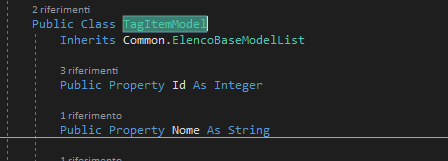 2 riferimenti
Public Class TagItemModel
Inherits Common.ElencoBaseModelList
3 riferimenti
Public Property Id As Integer
1 riferimento
Public Property Nome As String
1 riferimento